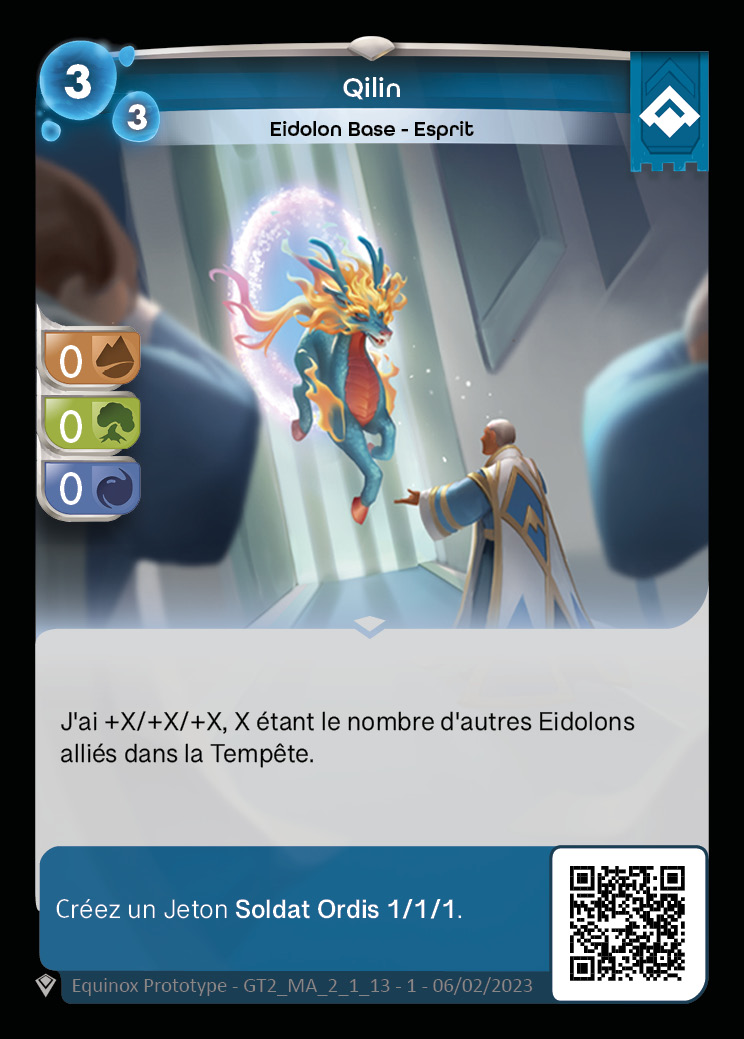 3
Qilin
3
Eidolon Base - Esprit
0
0
0
J'ai +X/+X/+X, X étant le nombre d'autres Eidolons
alliés dans la Tempête.
Créez un Jeton Soldat Ordis 1/1/1.
Equinox Prototype - GT2_MA_2_1_13 - 1 - 06/02/2023